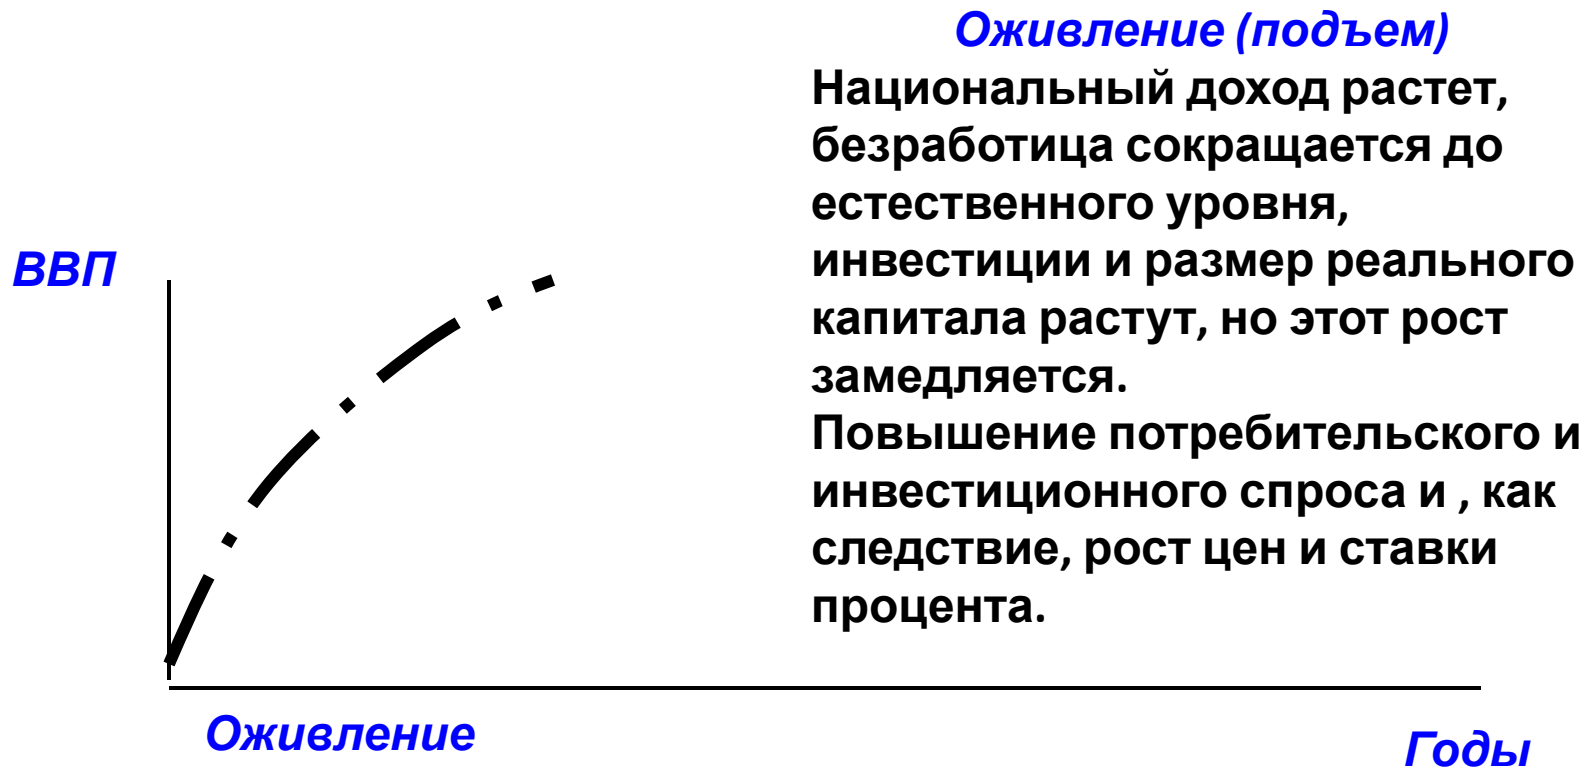 Оживление (подъем)
Национальный доход растет,
безработица сокращается до
естественного уровня,
инвестиции и размер реального
капитала растут, но этот рост
замедляется.
Повышение потребительского и
инвестиционного спроса и , как
следствие, рост цен и ставки
процента.
ВВП
Оживление
Годы